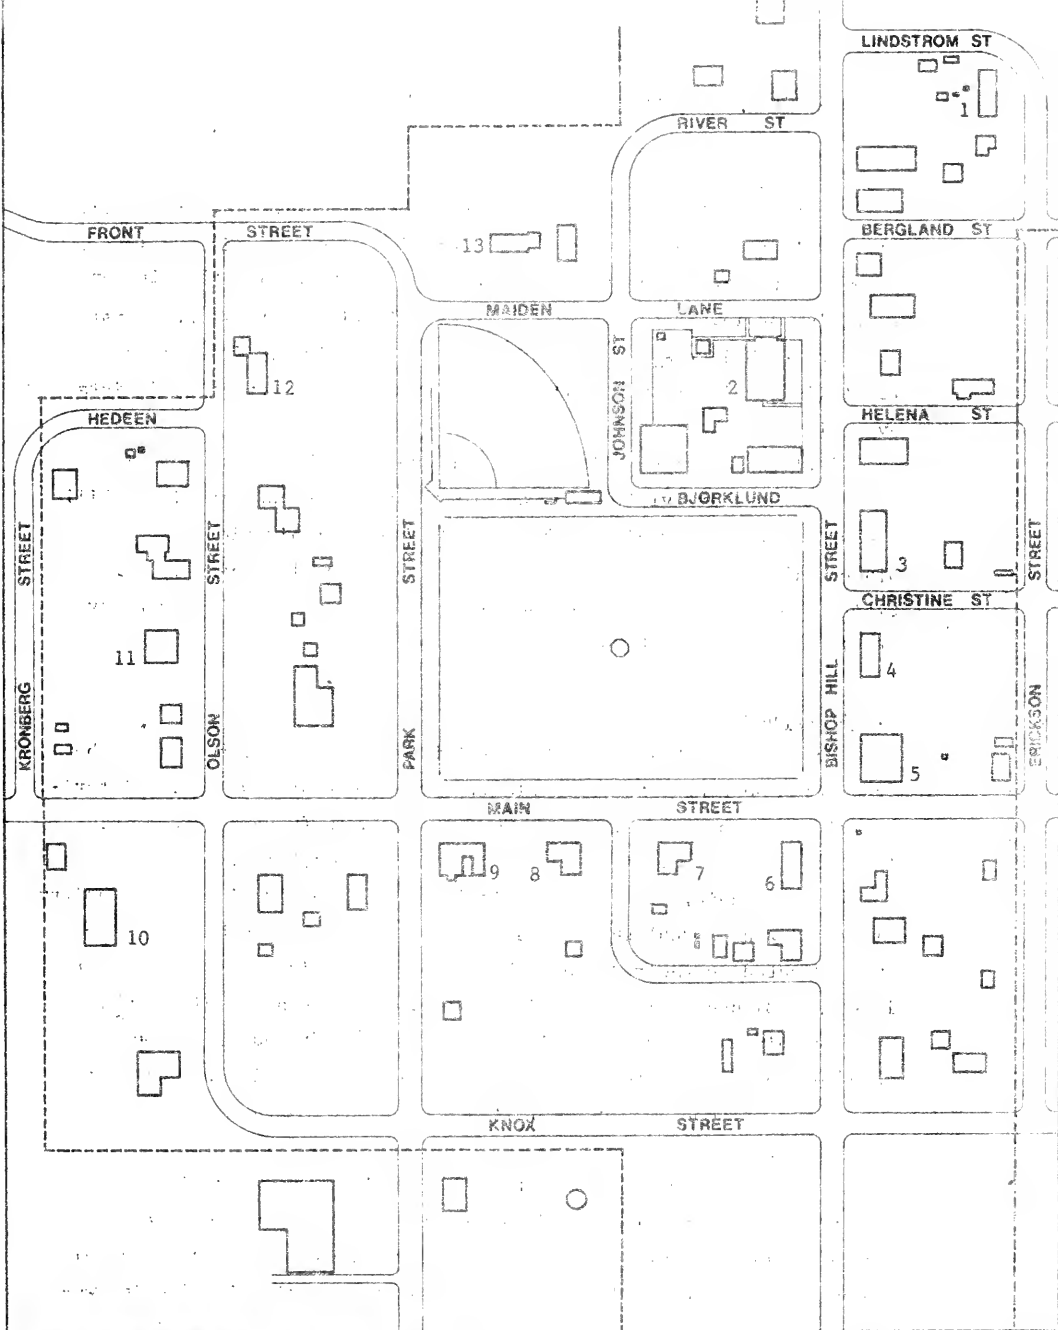 LINDSTROM ST
1
RIVER ST
FRONT STREET
13
BERGLAND ST
MAIDEN LANE
JOHNSON ST
2
12
HEDEEN
HELENA ST
BJORKLUND
KRONBERG STREET
OLSON STREET
PARK STREET
BISHOP HILL STREET
ERICKSON STREET
3
CHRISTINE ST
11
4
5
MAIN STREET
9
8
7
6
10
KNOX STREET